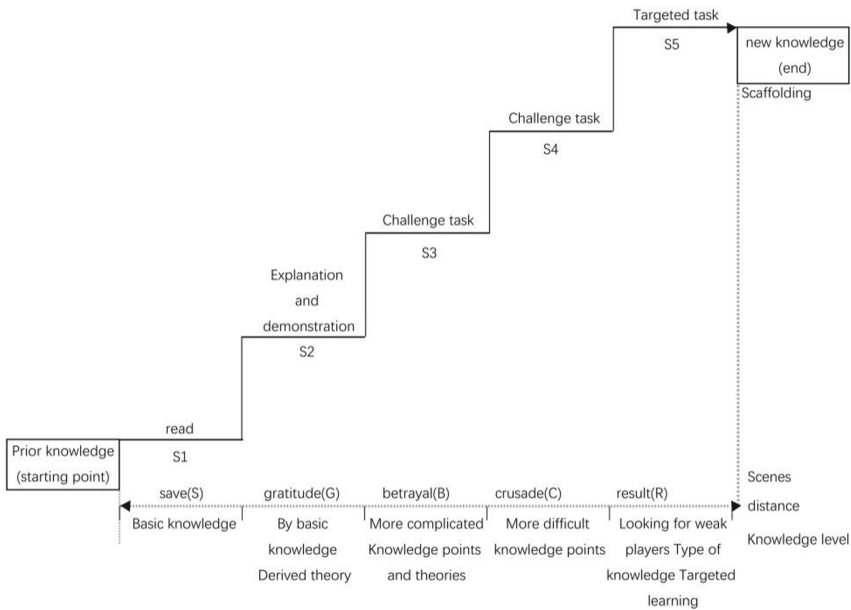 Targeted task
S5
new knowledge
(end)
Scaffolding
Challenge task
S4
Challenge task
S3
Explanation
and
demonstration
S2
read
S1
Prior knowledge
(starting point)
save(S)
gratitude(G)
betrayal(B)
crusade(C)
result(R)
Scenes
distance
Knowledge level
Basic knowledge
By basic
knowledge
Derived theory
More complicated
Knowledge points
and theories
More difficult
knowledge points
Looking for weak
players Type of
knowledge Targeted
learning